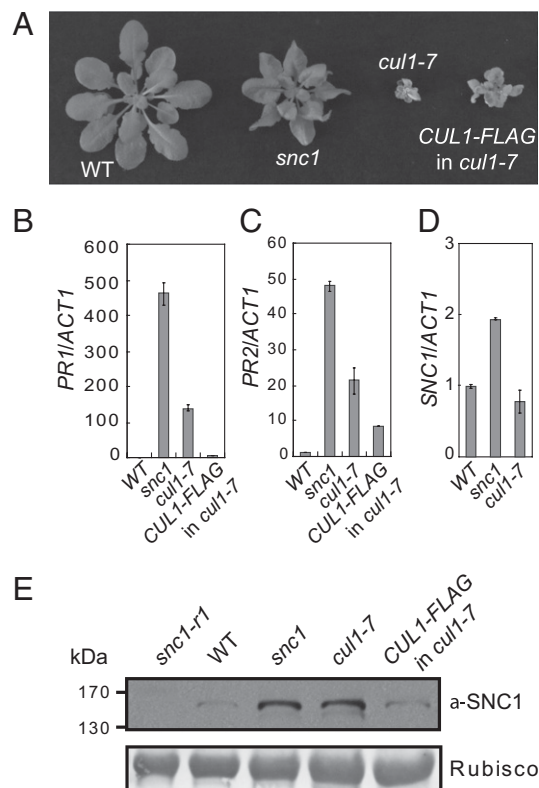 A
WT
snc1
cul1-7
CUL1-FLAG
in cul1-7
B
PR1/ACT1
600
500
400
300
200
100
0
WT
snc1
cul1-7
CUL1-FLAG
in cul1-7
C
PR2/ACT1
60
50
40
30
20
10
0
WT
snc1
cul1-7
CUL1-FLAG
in cul1-7
D
SNC1/ACT1
3
2
1
0
WT
snc1
cul1-7
E
kDa
snc1-r1
WT
snc1
cul1-7
CUL1-FLAG
in cul1-7
170
130
a-SNC1
Rubisco